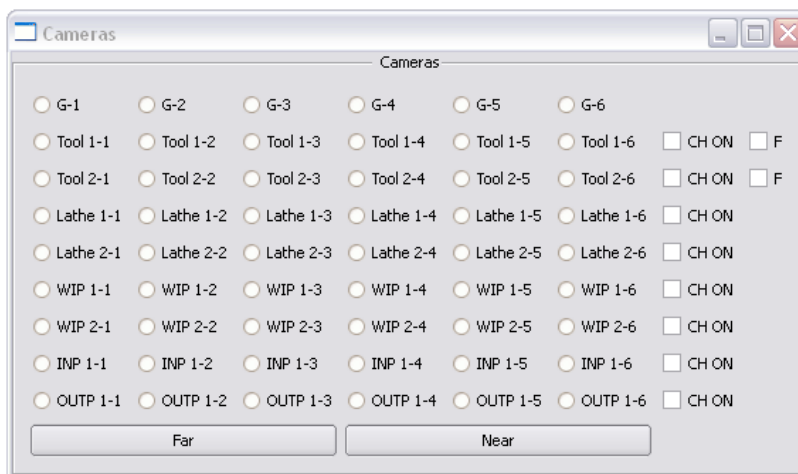 Cameras
Cameras
G-1 G-2 G-3 G-4 G-5 G-6
Tool 1-1 Tool 1-2 Tool 1-3 Tool 1-4 Tool 1-5 Tool 1-6 CH ON F
Tool 2-1 Tool 2-2 Tool 2-3 Tool 2-4 Tool 2-5 Tool 2-6 CH ON F
Lathe 1-1 Lathe 1-2 Lathe 1-3 Lathe 1-4 Lathe 1-5 Lathe 1-6 CH ON
Lathe 2-1 Lathe 2-2 Lathe 2-3 Lathe 2-4 Lathe 2-5 Lathe 2-6 CH ON
WIP 1-1 WIP 1-2 WIP 1-3 WIP 1-4 WIP 1-5 WIP 1-6 CH ON
WIP 2-1 WIP 2-2 WIP 2-3 WIP 2-4 WIP 2-5 WIP 2-6 CH ON
INP 1-1 INP 1-2 INP 1-3 INP 1-4 INP 1-5 INP 1-6 CH ON
OUTP 1-1 OUTP 1-2 OUTP 1-3 OUTP 1-4 OUTP 1-5 OUTP 1-6 CH ON
Far Near